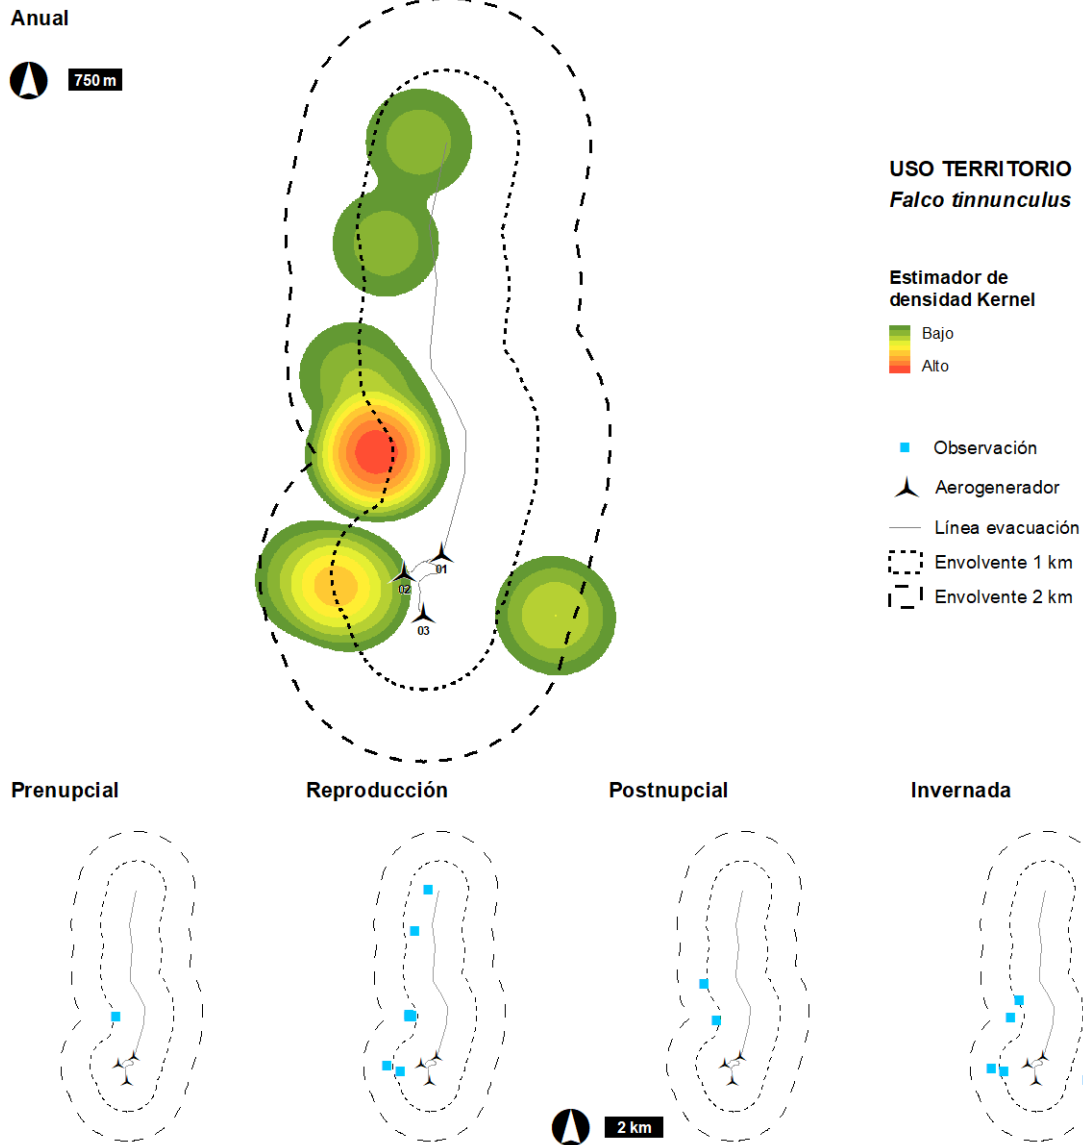 Anual
750 m
USO TERRITORIO
Falco tinnunculus
Estimador de
densidad Kernel
Bajo
Alto
Observación
Aerogenerador
Línea evacuación
Envolvente 1 km
Envolvente 2 km
01
02
03
Prenupcial
Reproducción
Postnupcial
Invernada
2 km